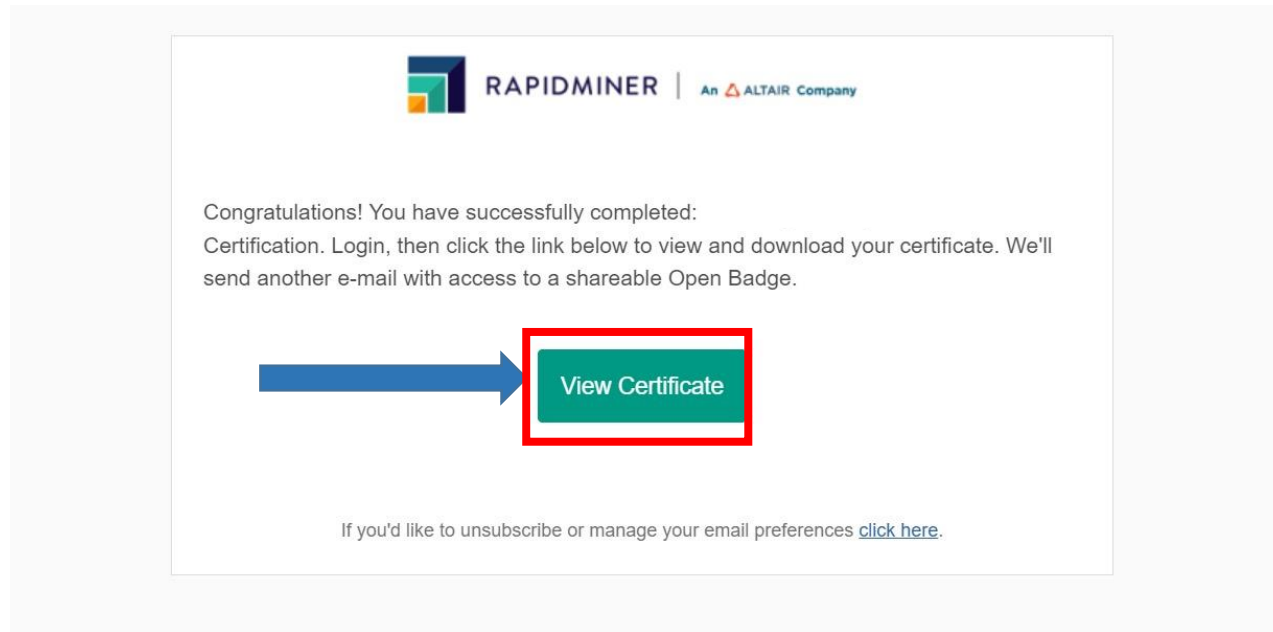 RAPIDMINER | An ALTAIR Company
Congratulations! You have successfully completed:
Certification. Login, then click the link below to view and download your certificate. We'll
send another e-mail with access to a shareable Open Badge.
View Certificate
If you'd like to unsubscribe or manage your email preferences click here.